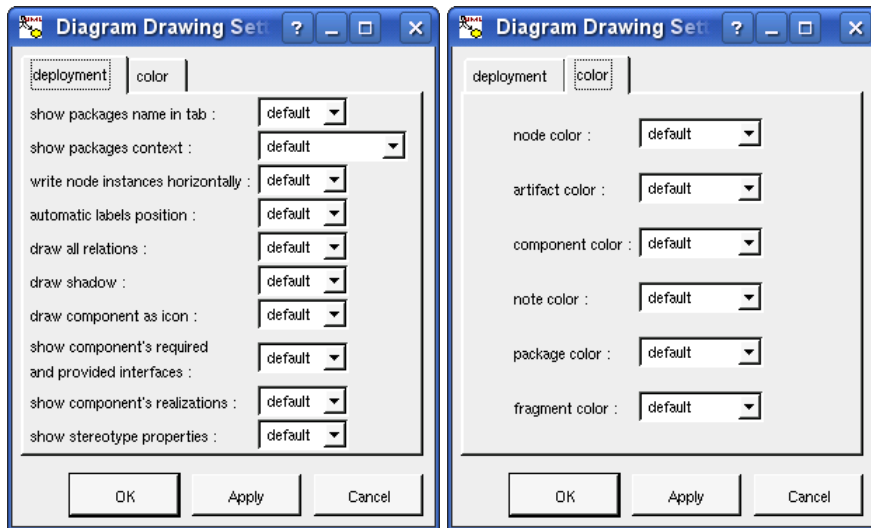 Diagram Drawing Sett
deployment
color
show packages name in tab : default
show packages context : default
write node instances horizontally : default
automatic labels position : default
draw all relations : default
draw shadow : default
draw component as icon : default
show component's required
and provided interfaces : default
show component's realizations : default
show stereotype properties : default
OK
Apply
Cancel
Diagram Drawing Sett
deployment
color
node color : default
artifact color : default
component color : default
note color : default
package color : default
fragment color : default
OK
Apply
Cancel